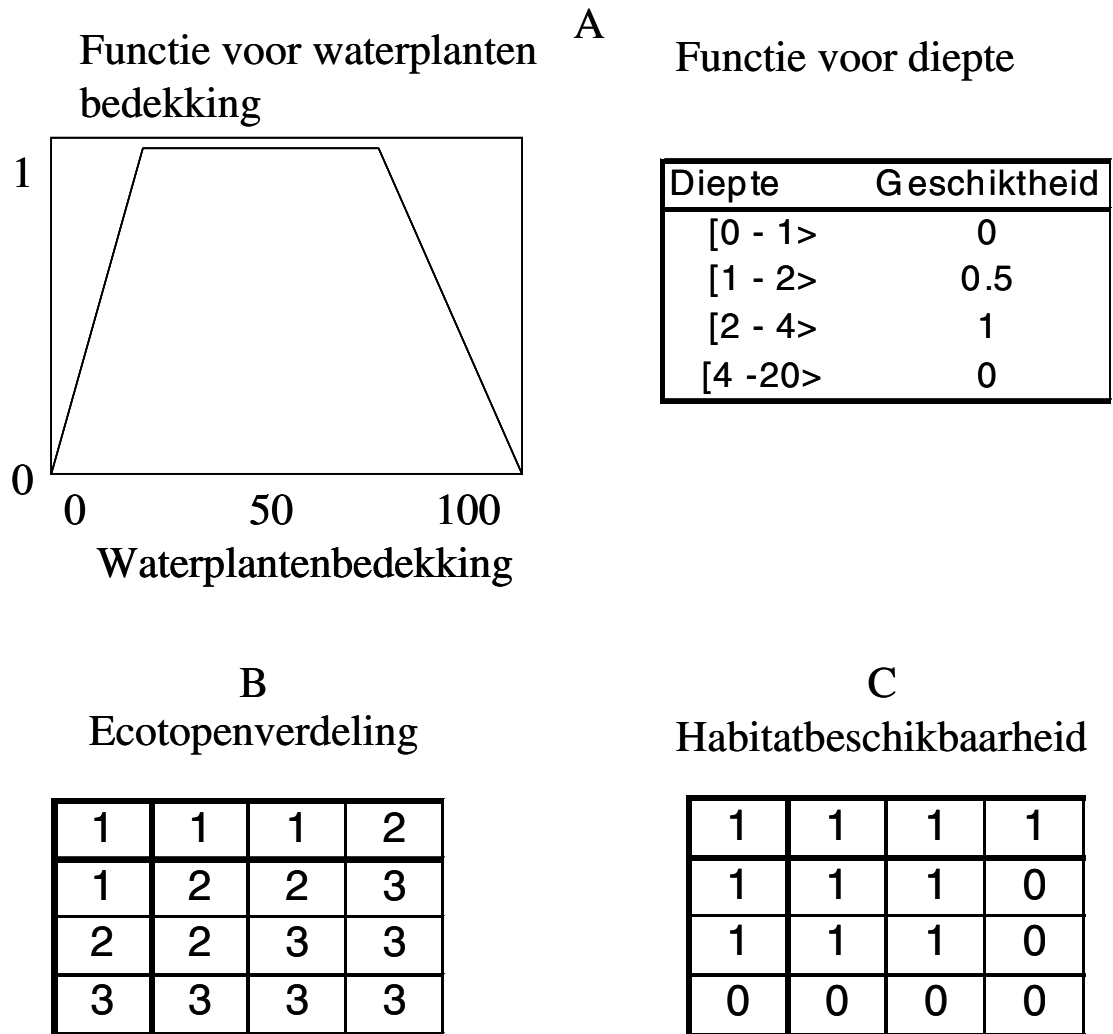 A
Functie voor waterplanten
bedekking
1
0
0 50 100
Waterplantenbedekking
Functie voor diepte
Diepte Geschiktheid
[0 - 1> 0
[1 - 2> 0.5
[2 - 4> 1
[4 -20> 0
B
Ecotopenverdeling
1 1 1 2
1 2 2 3
2 2 3 3
3 3 3 3
C
Habitatbeschikbaarheid
1 1 1 1
1 1 1 0
1 1 1 0
0 0 0 0